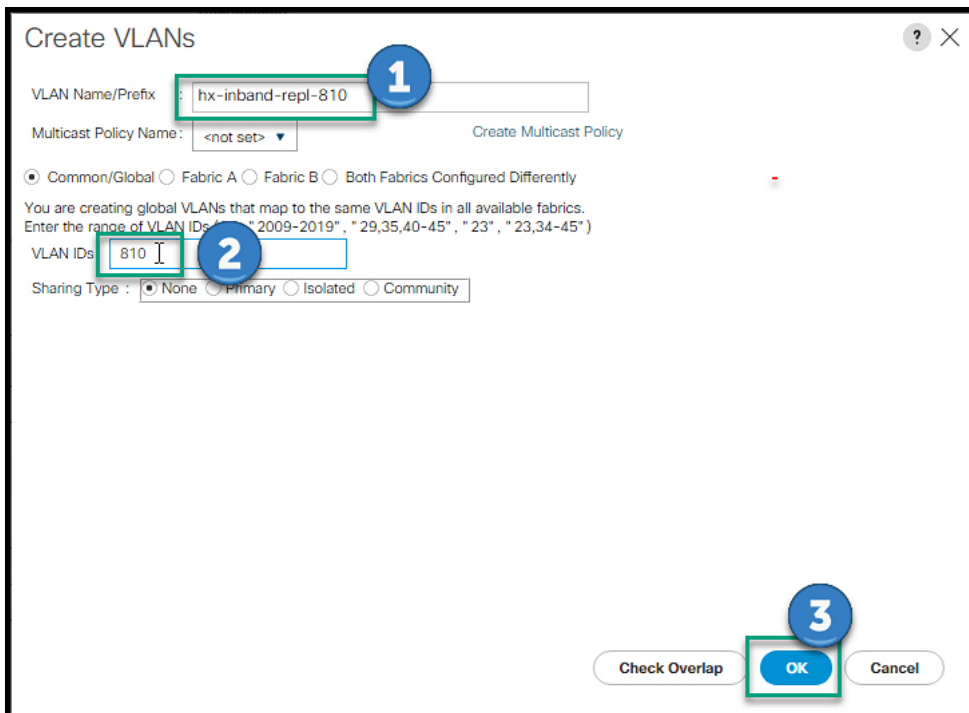 Create VLANs
?
1
VLAN Name/Prefix : hx-inband-repl-810
Multicast Policy Name : <not set> Create Multicast Policy
Common/Global Fabric A Fabric B Both Fabrics Configured Differently
You are creating global VLANs that map to the same VLAN IDs in all available fabrics.
Enter the range of VLAN IDs. " 2009-2019" , " 29,35,40-45" , " 23" , " 23,34-45" )
VLAN IDs 810
2
Sharing Type : None Primary Isolated Community
3
Check Overlap OK Cancel